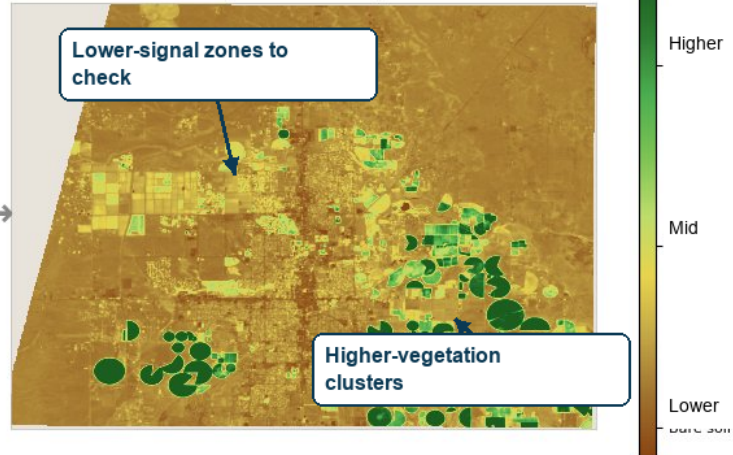 Lower-signal zones to
check
Higher-vegetation
clusters
Higher
Mid
Lower